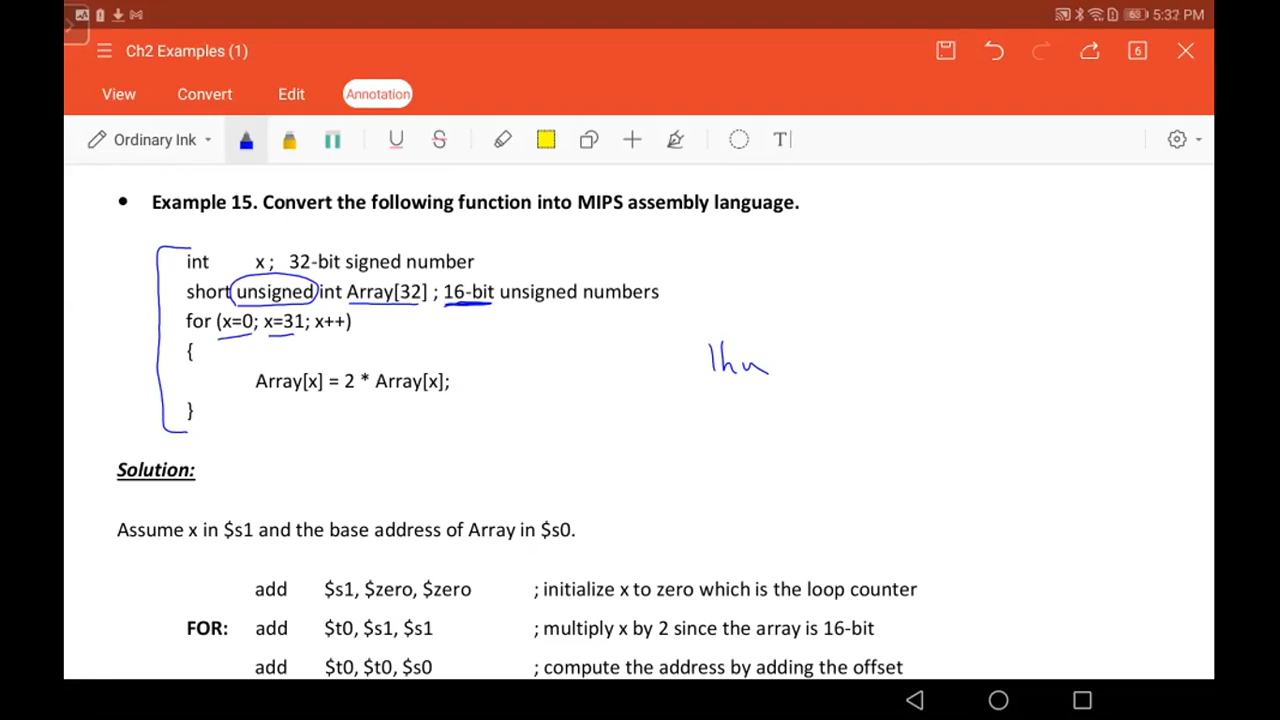 63 5:32 PM
Ch2 Examples (1) 6
View Convert Edit Annotation
Ordinary Ink T
• Example 15. Convert the following function into MIPS assembly language.
int x ; 32-bit signed number
short unsigned int Array[32] ; 16-bit unsigned numbers
for (x=0; x=31; x++)
{
lhu
Array[x] = 2 * Array[x];
}
Solution:
Assume x in $s1 and the base address of Array in $s0.
add $s1, $zero, $zero ; initialize x to zero which is the loop counter
FOR: add $t0, $s1, $s1 ; multiply x by 2 since the array is 16-bit
add $t0, $t0, $s0 ; compute the address by adding the offset